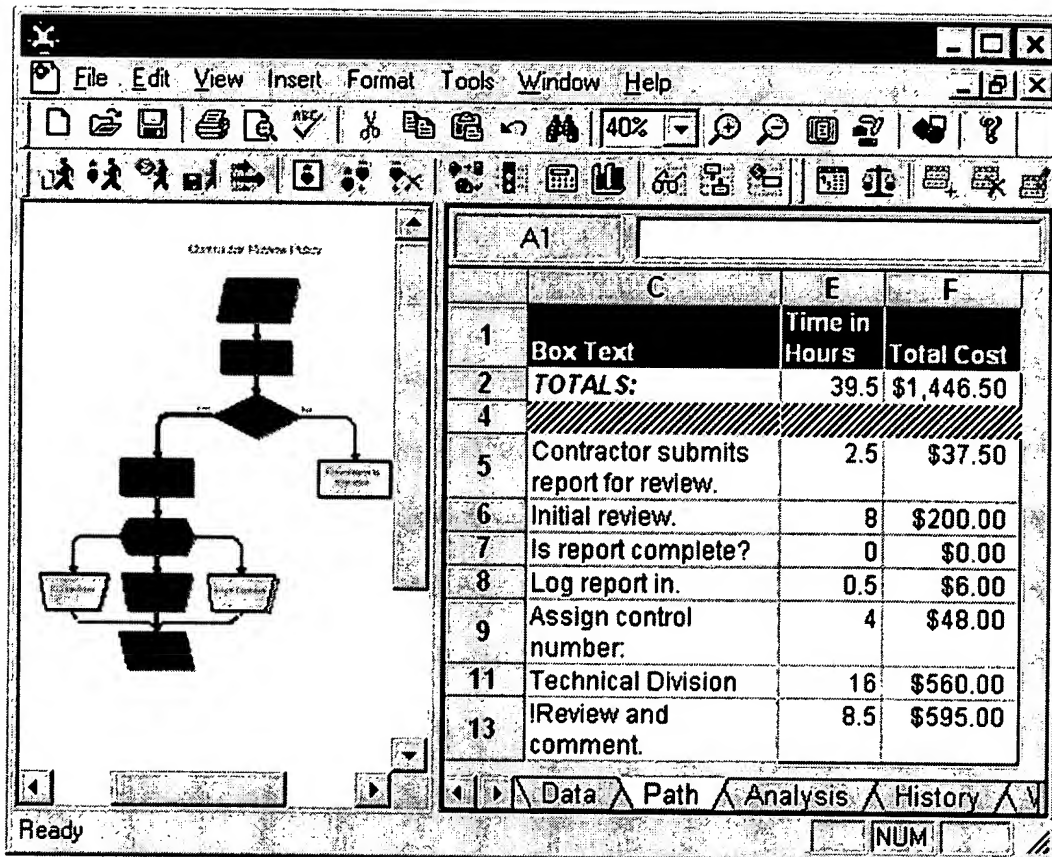 File Edit View Insert Format Tools Window Help
ABC
40%
A1
C E F
1 Box Text Time in Hours Total Cost
2 TOTALS: 39.5 $1,446.50
4
5 Contractor submits report for review. 2.5 $37.50
6 Initial review. 8 $200.00
7 Is report complete? 0 $0.00
8 Log report in. 0.5 $6.00
9 Assign control number: 4 $48.00
11 Technical Division 16 $560.00
13 !Review and comment. 8.5 $595.00
Data Path Analysis History
Ready NUM